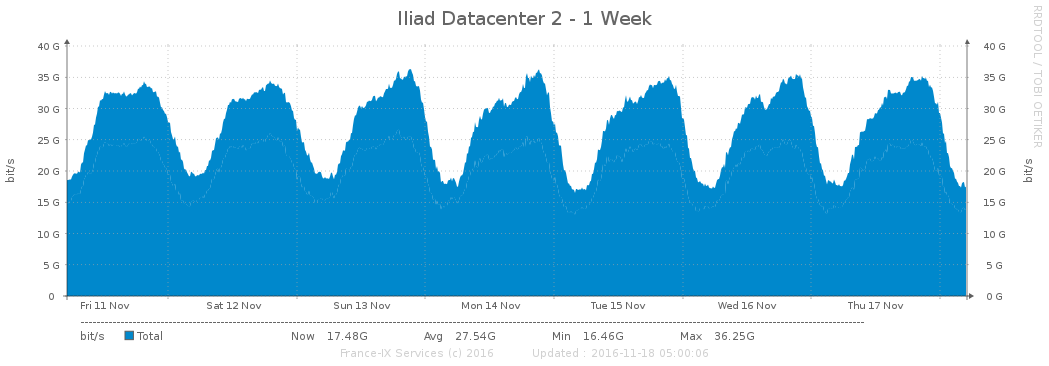 Iliad Datacenter 2 - 1 Week
RRDTOOL / TOBI OETIKER
40 G 40 G
35 G 35 G
30 G 30 G
25 G 25 G
20 G 20 G
15 G 15 G
10 G 10 G
5 G 5 G
0 0 G
bit/s bit/s
Fri 11 Nov Sat 12 Nov Sun 13 Nov Mon 14 Nov Tue 15 Nov Wed 16 Nov Thu 17 Nov
bit/s Total Now 17.48G Avg 27.54G Min 16.46G Max 36.25G
France-IX Services (c) 2016 Updated : 2016-11-18 05:00:06